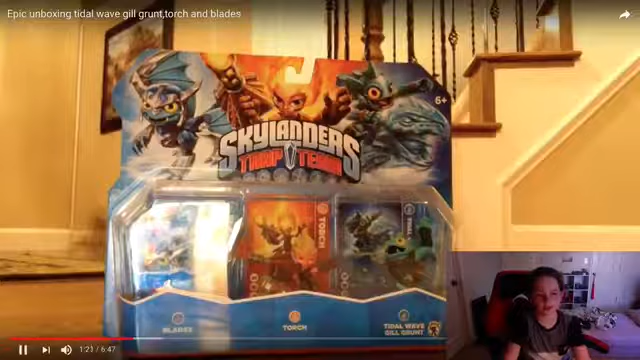 Epic unboxing tidal wave gill grunt,torch and blades
6+
SKYLANDERS
TRAP TEAM
TORCH
BLADES
TORCH
TIDAL WAVE
GILL GRUNT
1:21 / 6:47